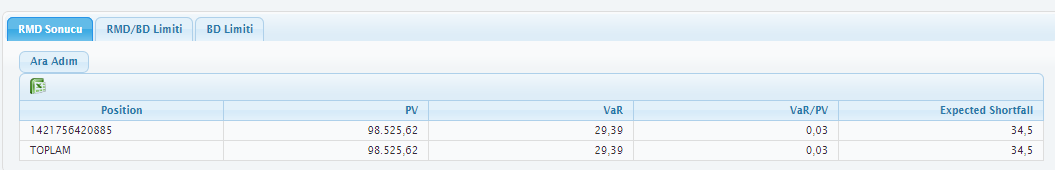 RMD Sonucu RMD/BD Limiti BD Limiti
Ara Adım
Position PV VaR VaR/PV Expected Shortfall
1421756420885 98.525,62 29,39 0,03 34,5
TOPLAM 98.525,62 29,39 0,03 34,5